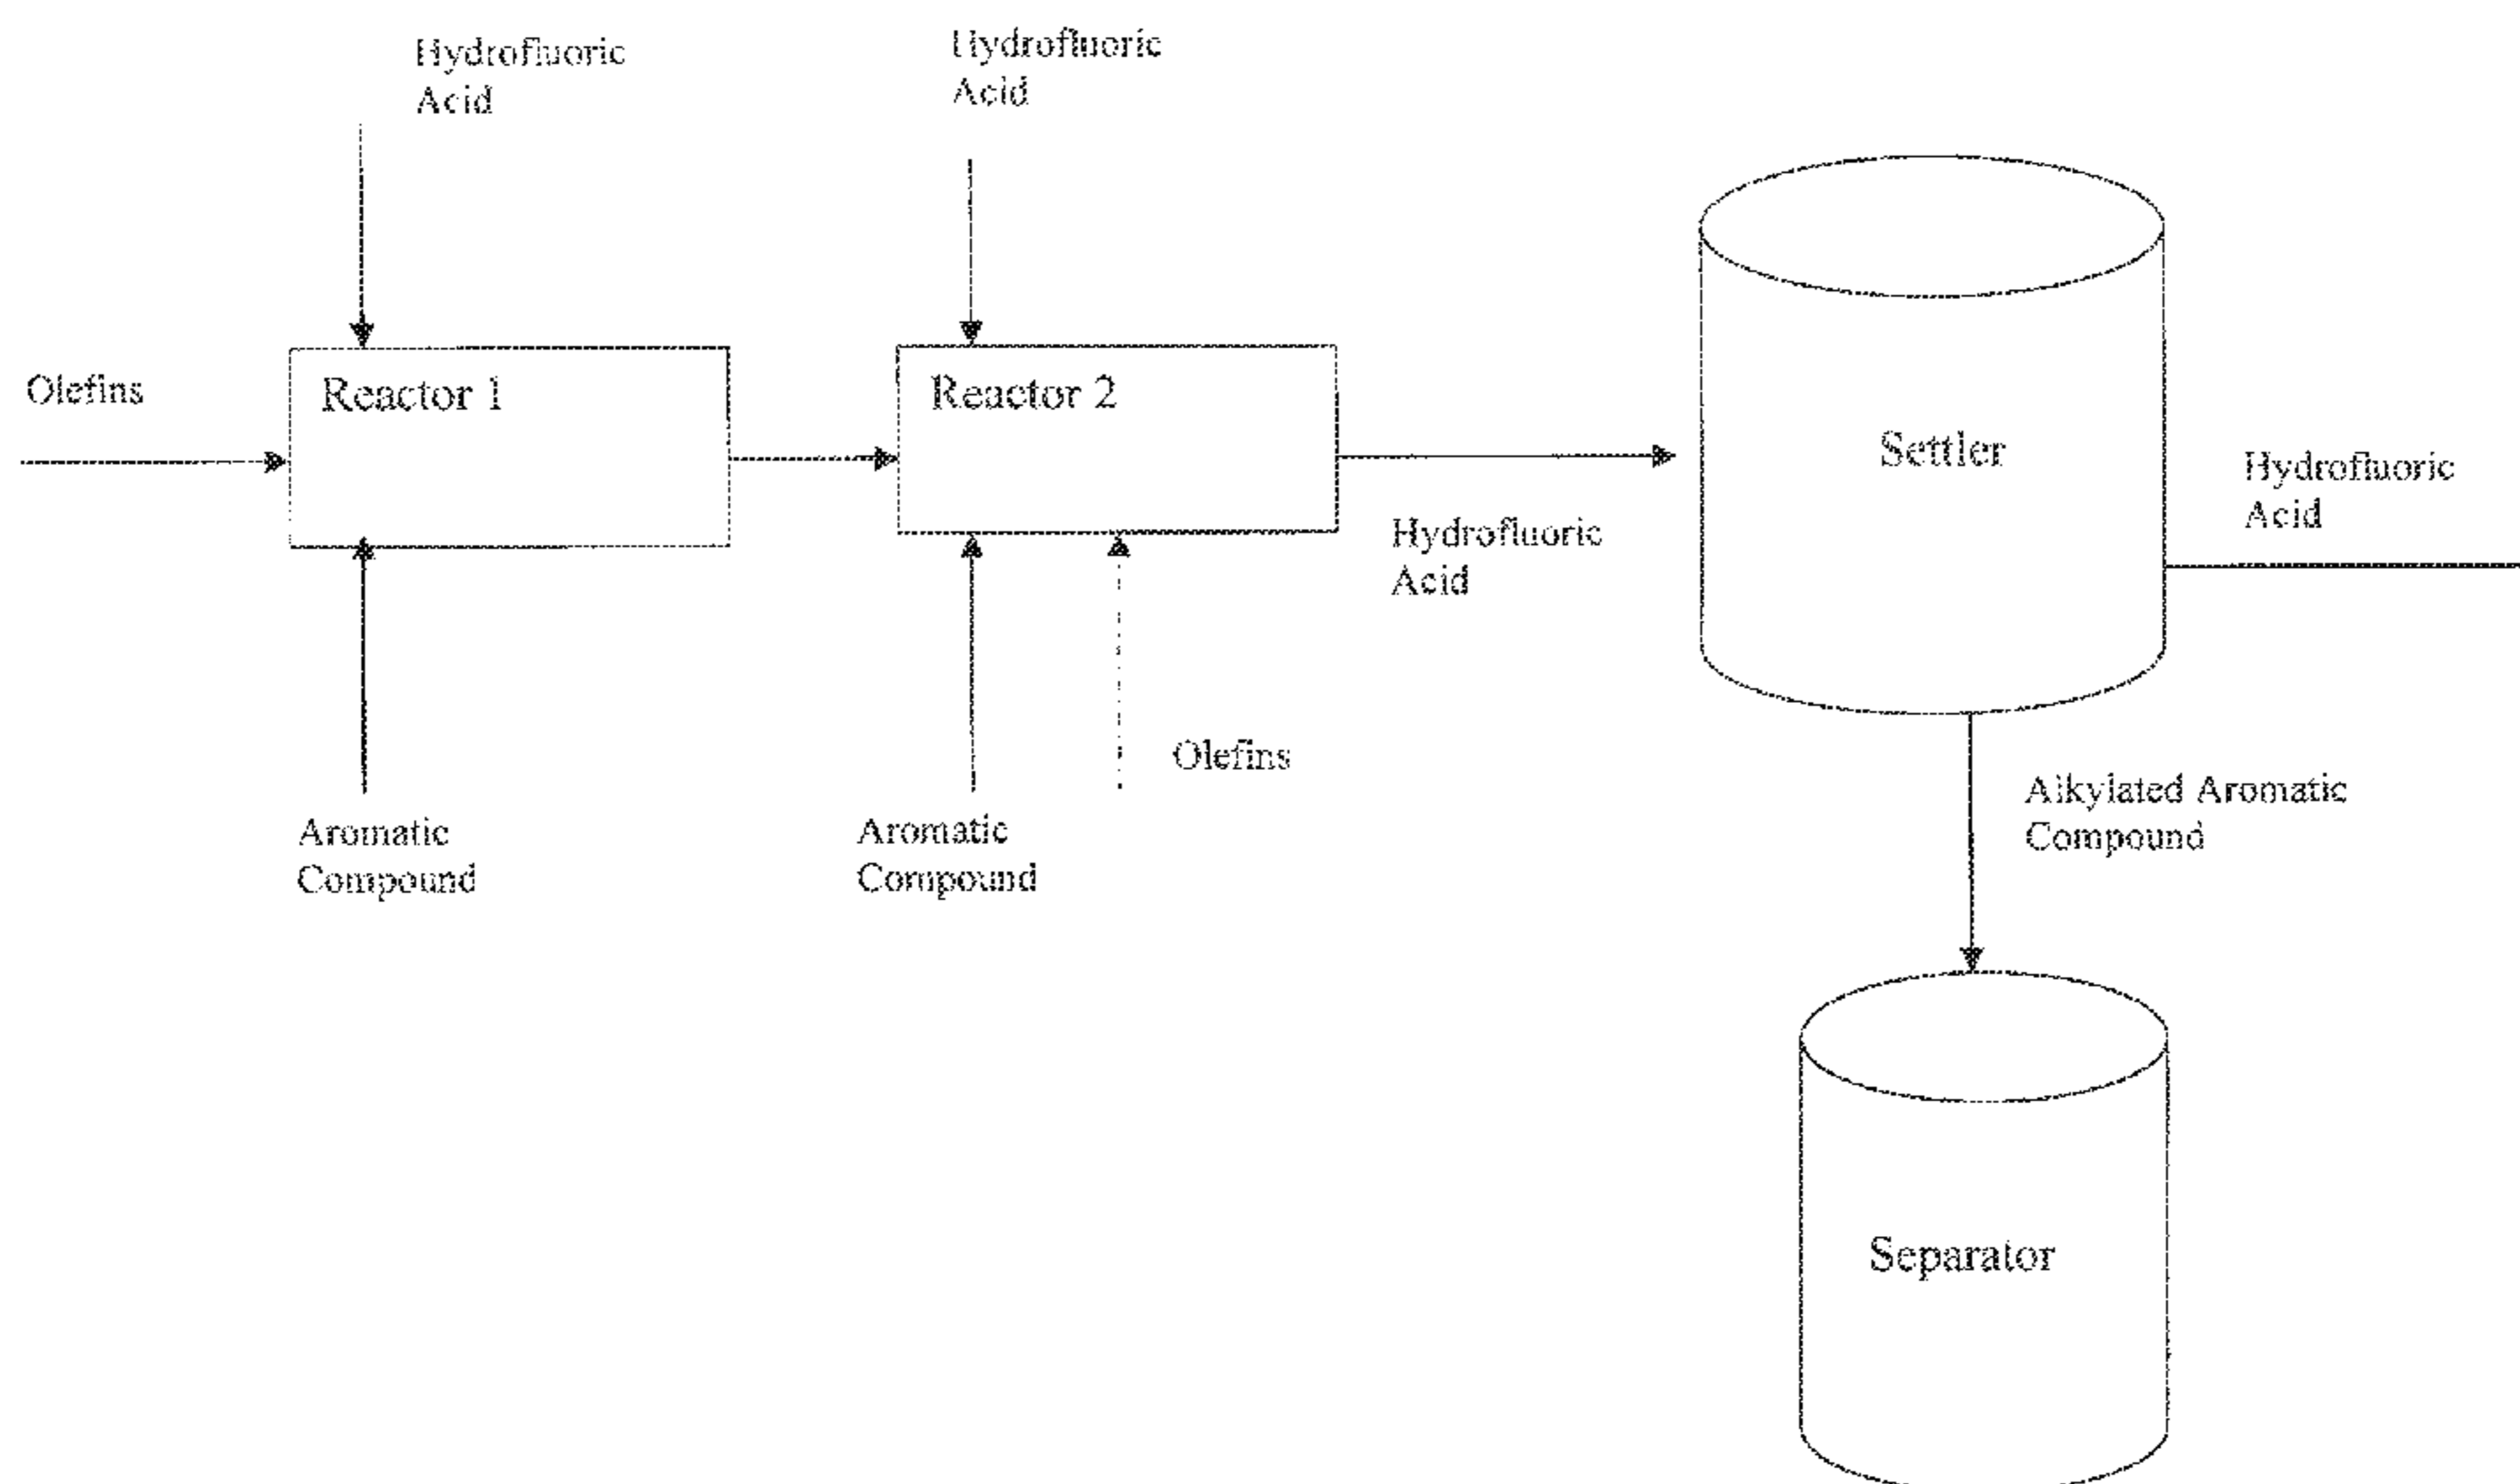 Hydrofluoric
Acid
Hydrofluoric
Acid
Olefins
Reactor 1
Reactor 2
Settler
Hydrofluoric
Acid
Hydrofluoric
Acid
Olefins
Aromatic
Compound
Aromatic
Compound
Alkylated Aromatic
Compound
Separator